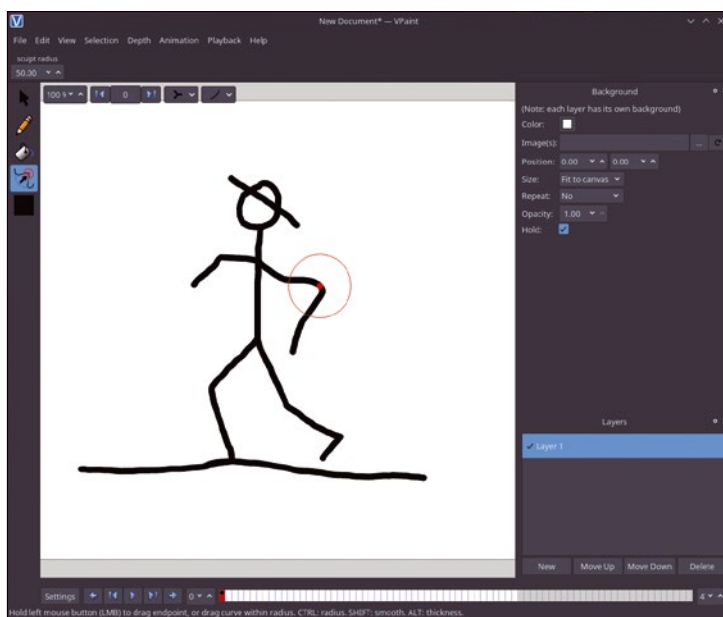 New Document* — VPaint
File Edit View Selection Depth Animation Playback Help
scupt radius
50.00
100 % 0
Background
(Note: each layer has its own background)
Color:
Image(s): ...
Position: 0.00 0.00
Size: Fit to canvas
Repeat: No
Opacity: 1.00
Hold:
Layers
Layer 1
New Move Up Move Down Delete
Settings 0 4
Hold left mouse button (LMB) to drag endpoint, or drag curve within radius. CTRL: radius. SHIFT: smooth. ALT: thickness.